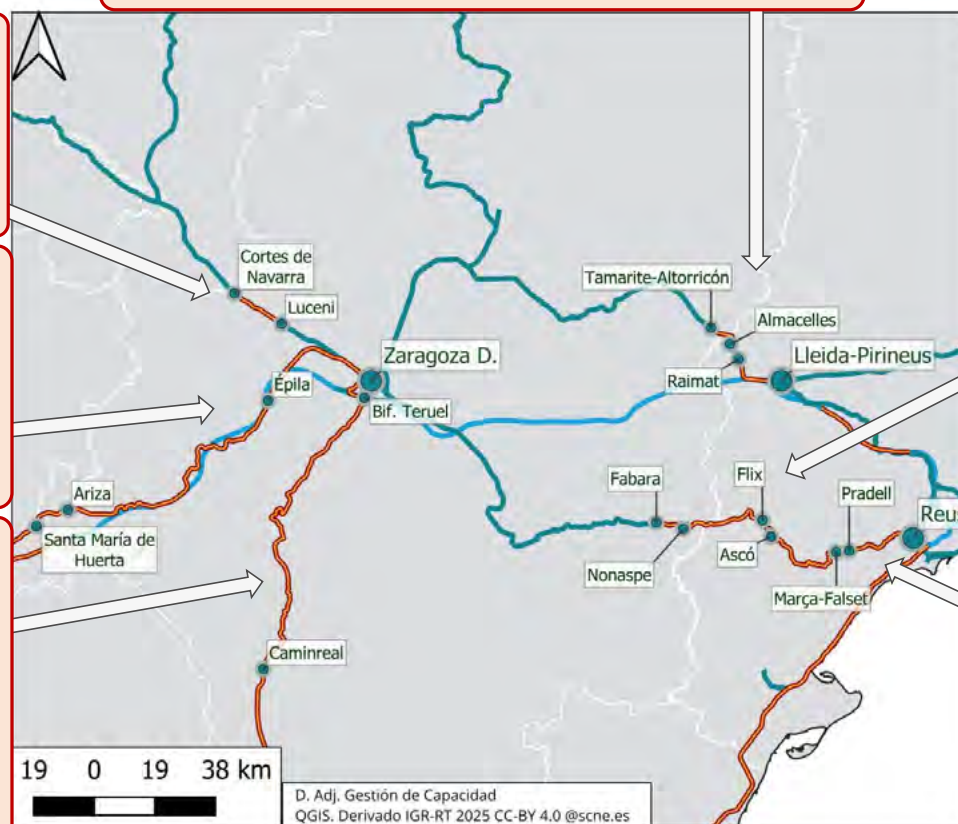 Cortes de
Navarra
Luceni
Tamarite-Altorricón
Almacelles
Zaragoza D.
Lleida-Pirineus
Raimat
Épila
Bif. Teruel
Fabara
Flix
Pradell
Ariza
Reus
Santa María de
Huerta
Ascó
Nonaspe
Marça-Falset
Caminreal
19 0 19 38 km
D. Adj. Gestión de Capacidad
QGIS. Derivado IGR-RT 2025 CC-BY 4.0 @scne.es